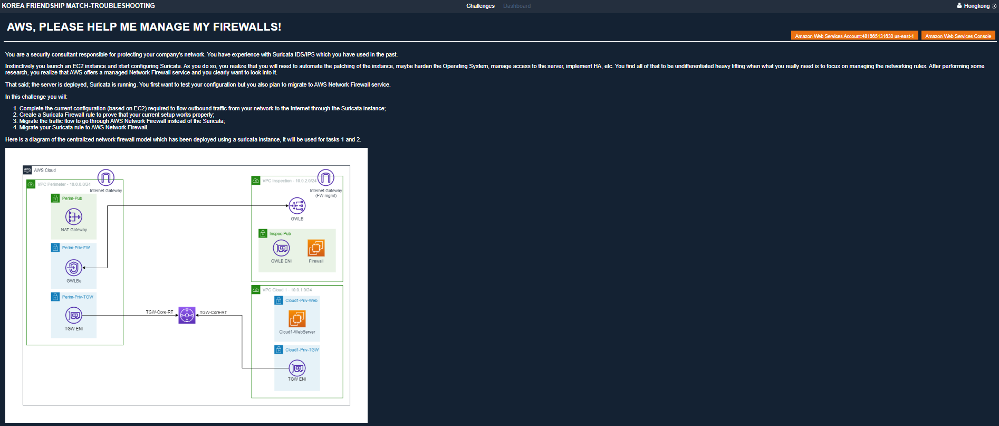 KOREA FRIENDSHIP MATCH-TROUBLESHOOTING
Challenges Dashboard
Hongkong
AWS, PLEASE HELP ME MANAGE MY FIREWALLS!
Amazon Web Services Account:481665131630 us-east-1
Amazon Web Services Console
You are a security consultant responsible for protecting your company's network. You have experience with Suricata IDS/IPS which you have used in the past.
Instinctively you launch an EC2 instance and start configuring Suricata. As you do so, you realize that you will need to automate the patching of the instance, maybe harden the Operating System, manage access to the server, implement HA, etc. You find all of that to be undifferentiated heavy lifting when what you really need is to focus on managing the networking rules. After performing some
research, you realize that AWS offers a managed Network Firewall service and you clearly want to look into it.
That said; the server is deployed, Suricata is running. You first want to test your configuration but you also plan to migrate to AWS Network Firewall service.
In this challenge you will:
1. Complete the current configuration (based on EC2) required to flow outbound traffic from your network to the Internet through the Suricata instance;
2. Create a Suricata Firewall rule to prove that your current setup works properly;
3. Migrate the traffic flow to go through AWS Network Firewall instead of the Suricata;
4. Migrate your Suricata rule to AWS Network Firewall.
Here is a diagram of the centralized network firewall model which has been deployed using a suricata instance, it will be used for tasks 1 and 2.
aws
AWS Cloud
VPC Perimeter - 10.0.0.0/24
Internet Gateway
Perim-Pub
NAT Gateway
Perim-Priv-FW
GWLBe
Perim-Priv-TGW
TGW ENI
TGW-Core-RT
TGW-Core-RT
VPC Inspection - 10.0.2.0/24
Internet Gateway
(FW mgmt)
GWLB
Inspec-Pub
GWLB ENI
Firewall
VPC Cloud 1 - 10.0.1.0/24
Cloud1-Priv-Web
Cloud1-WebServer
Cloud1-Priv-TGW
TGW ENI